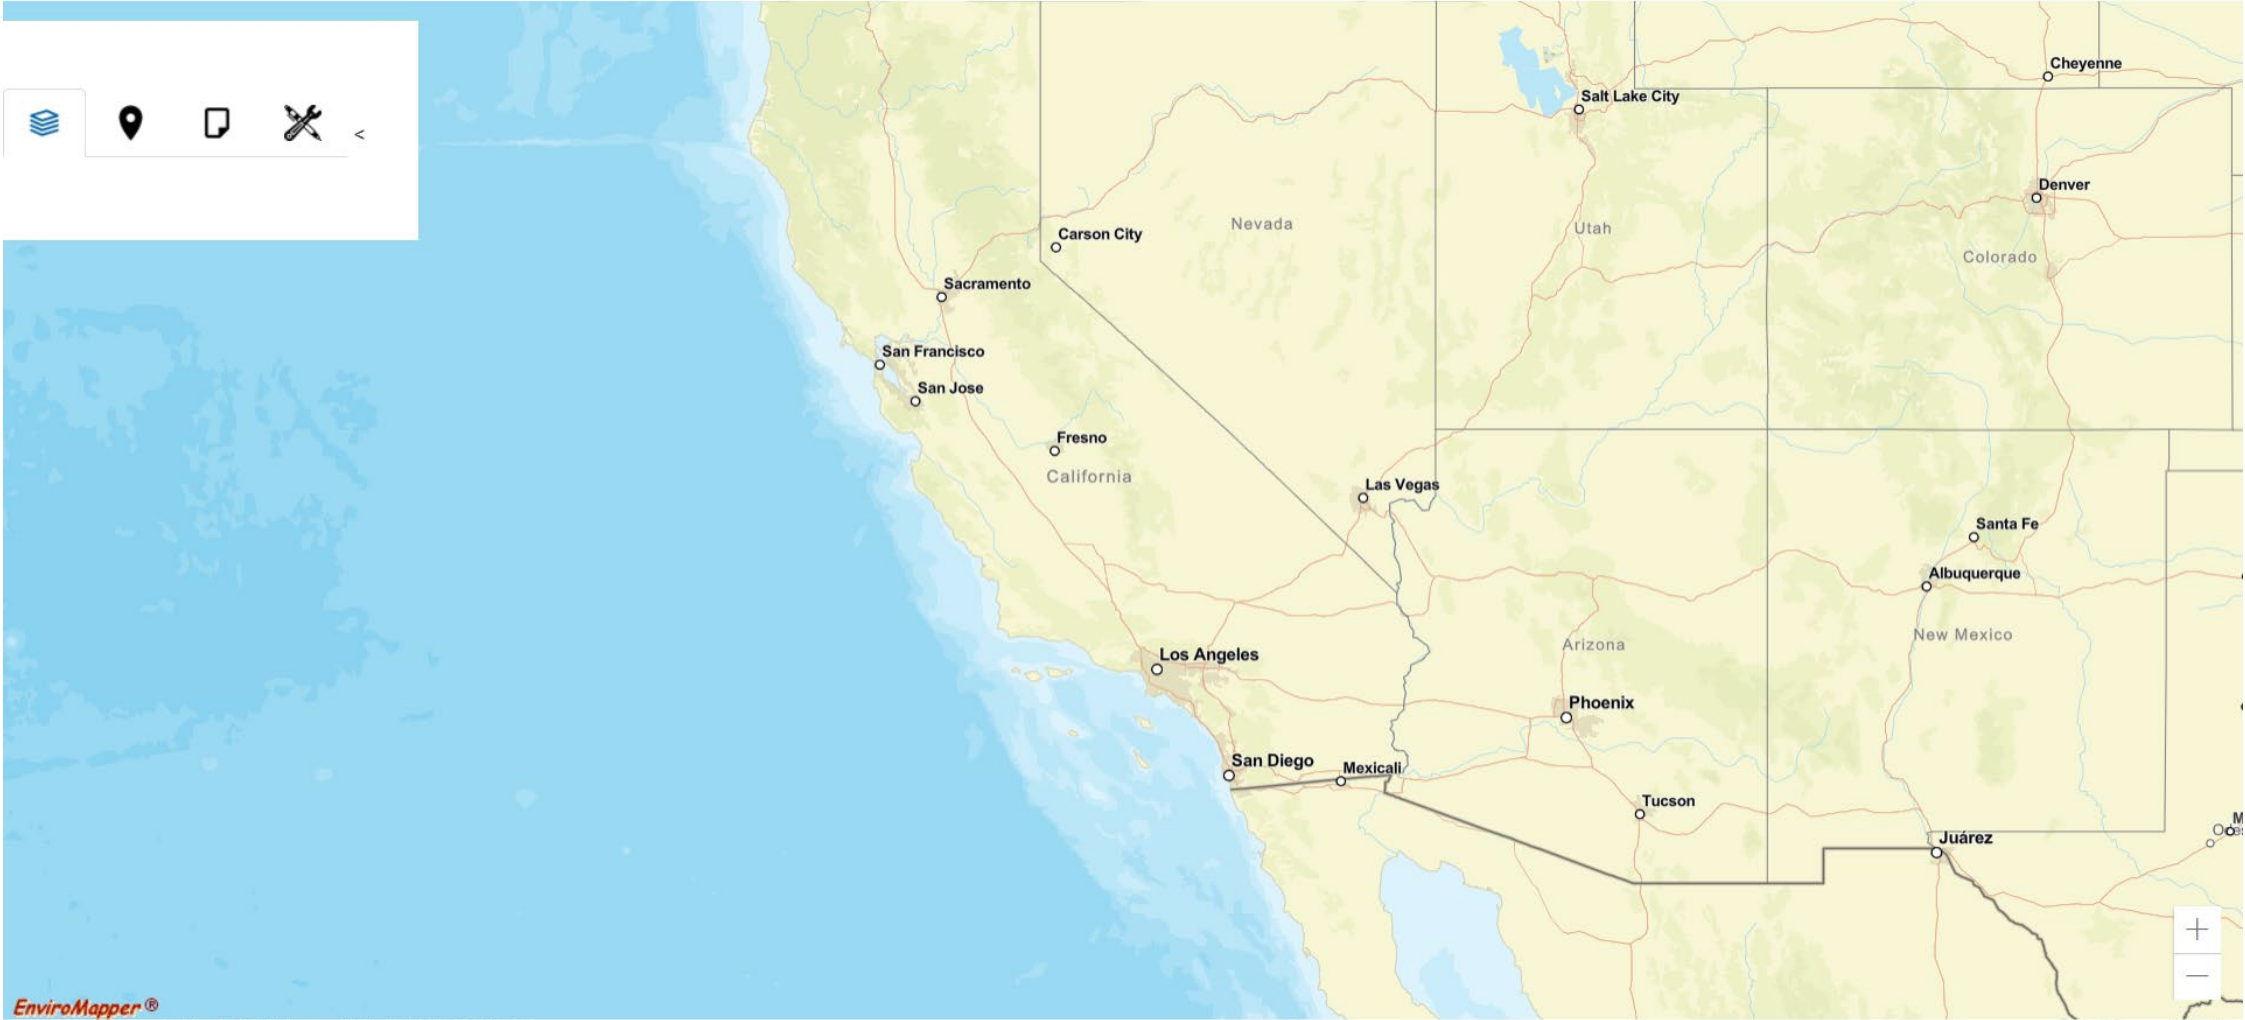 Cheyenne
Salt Lake City
Denver
Nevada
Utah
Carson City
Colorado
Sacramento
San Francisco
San Jose
Fresno
California
Las Vegas
Santa Fe
Albuquerque
New Mexico
Arizona
Los Angeles
Phoenix
San Diego
Mexicali
Tucson
Juárez
<
+
−
EnviroMapper ®